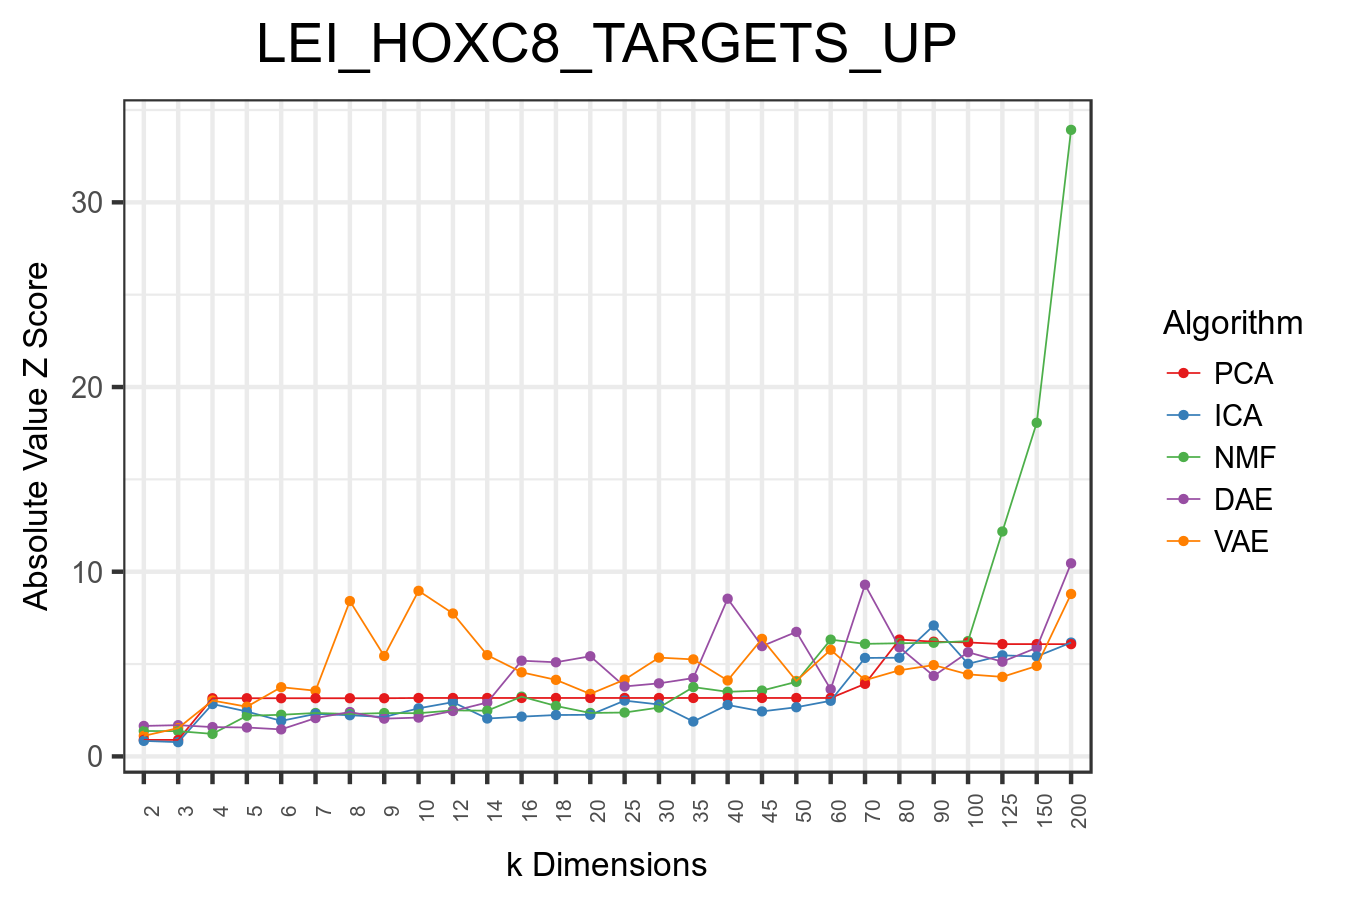 LEI_HOXC8_TARGETS_UP
Absolute Value Z Score
30
20
10
0
2 3 4 5 6 7 8 9 10 12 14 16 18 20 25 30 35 40 45 50 60 70 80 90 100 125 150 200
k Dimensions
Algorithm
PCA
ICA
NMF
DAE
VAE